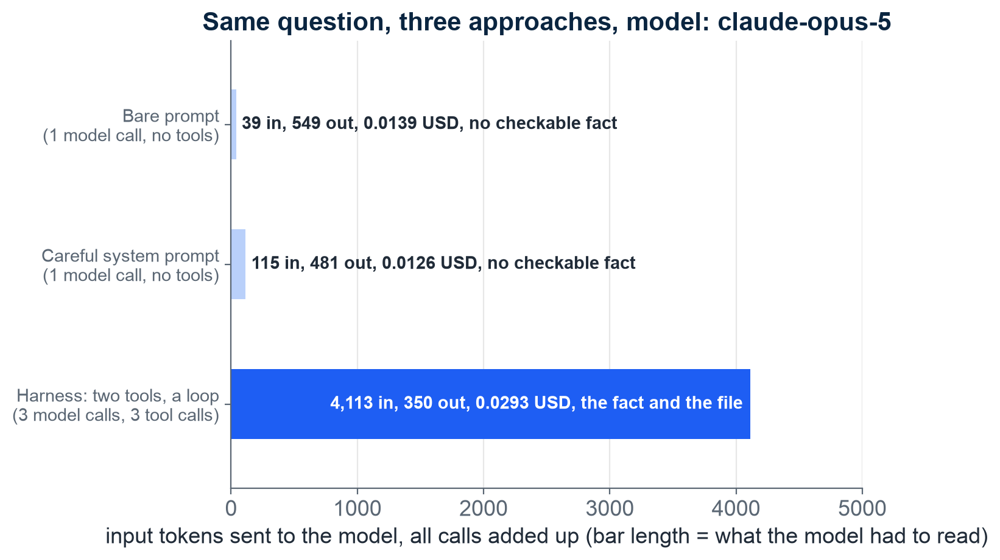 Same question, three approaches, model: claude-opus-5
Bare prompt
(1 model call, no tools)
39 in, 549 out, 0.0139 USD, no checkable fact
Careful system prompt
(1 model call, no tools)
115 in, 481 out, 0.0126 USD, no checkable fact
Harness: two tools, a loop
(3 model calls, 3 tool calls)
4,113 in, 350 out, 0.0293 USD, the fact and the file
0 1000 2000 3000 4000 5000
input tokens sent to the model, all calls added up (bar length = what the model had to read)